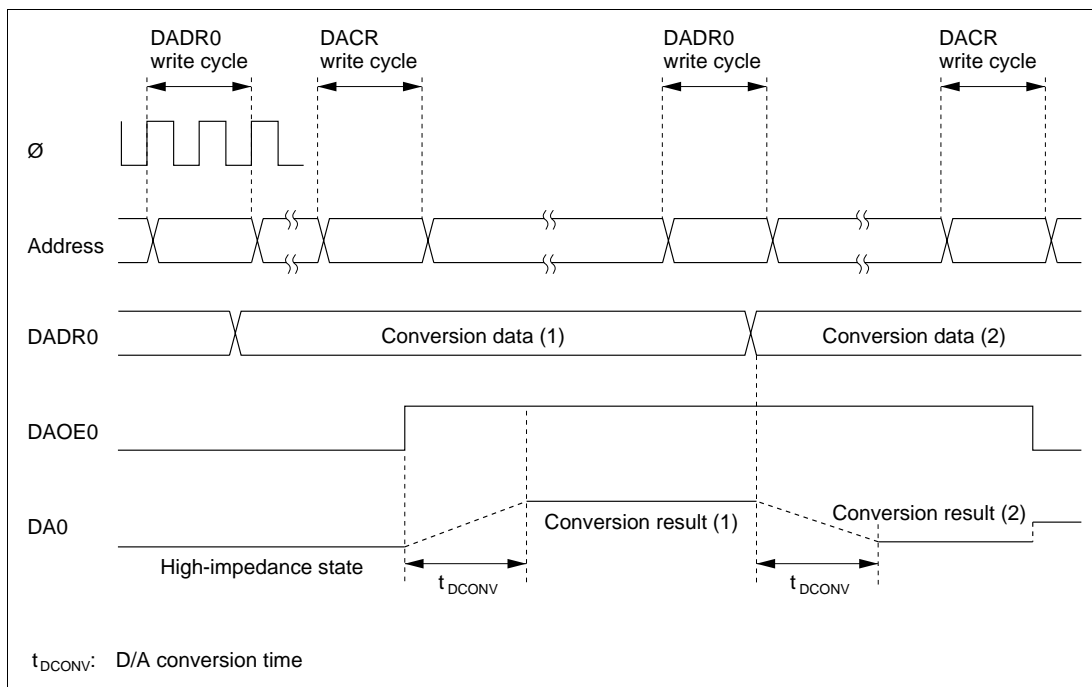 DADR0
write cycle
DACR
write cycle
DADR0
write cycle
DACR
write cycle
Ø
Address
DADR0
Conversion data (1)
Conversion data (2)
DAOE0
DA0
High-impedance state
Conversion result (1)
Conversion result (2)
tDCONV
tDCONV
tDCONV: D/A conversion time